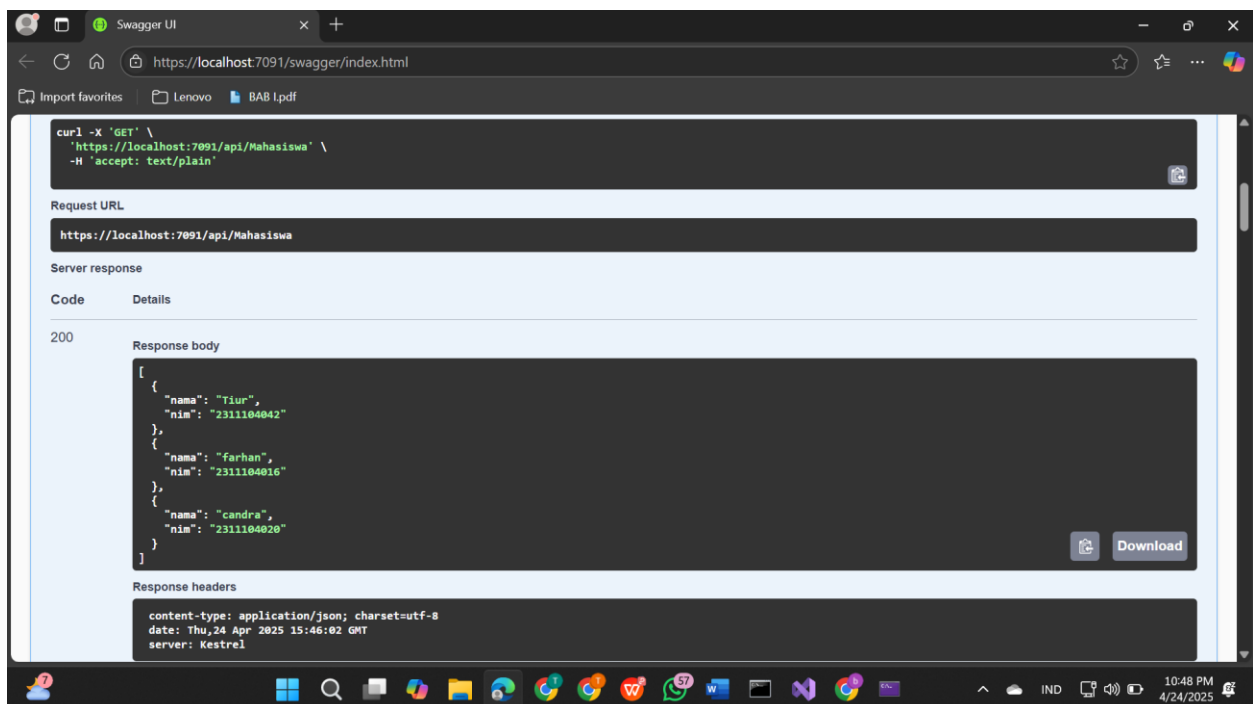 Swagger UI
https://localhost:7091/swagger/index.html
Import favorites
Lenovo
BAB I.pdf
curl -X 'GET' \
'https://localhost:7091/api/Mahasiswa' \
-H 'accept: text/plain'
Request URL
https://localhost:7091/api/Mahasiswa
Server response
Code Details
200
Response body
[
{
"nama": "Tiur",
"nim": "2311104042"
},
{
"nama": "farhan",
"nim": "2311104016"
},
{
"nama": "candra",
"nim": "2311104020"
}
]
Download
Response headers
content-type: application/json; charset=utf-8
date: Thu,24 Apr 2025 15:46:02 GMT
server: Kestrel
7
57
IND
10:48 PM
4/24/2025